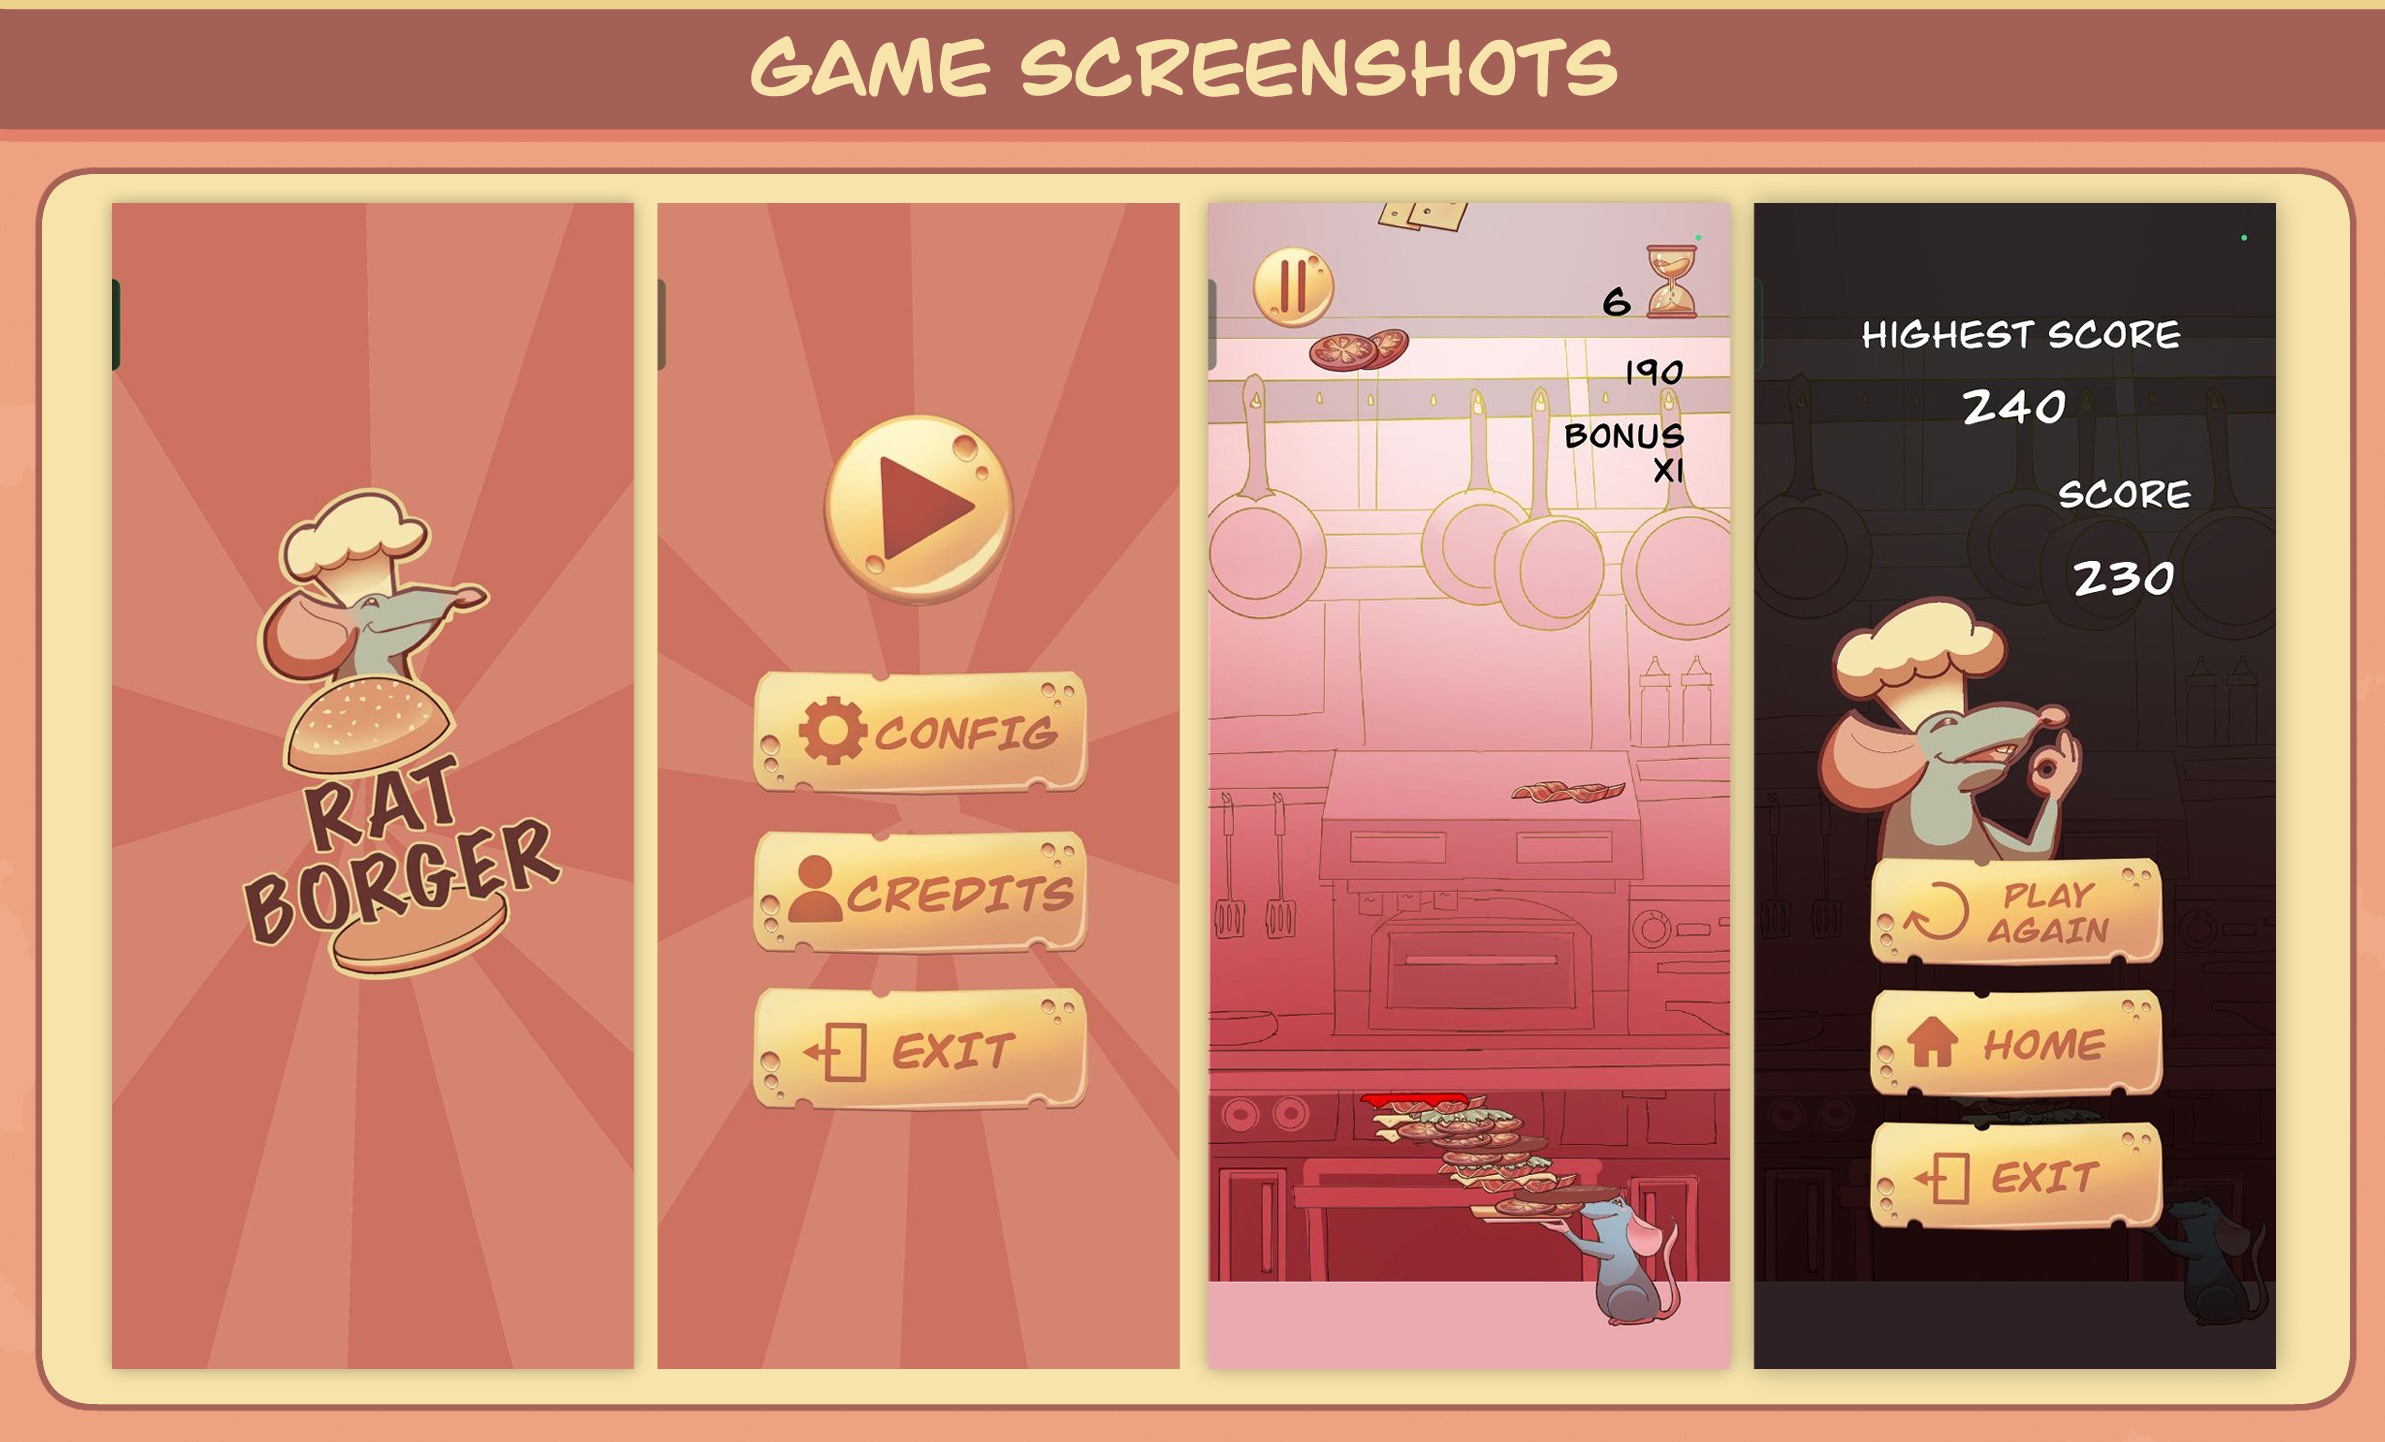 GAME SCREENSHOTS
RAT
BORGER
CONFIG
CREDITS
EXIT
6
190
BONUS
X1
HIGHEST SCORE
240
SCORE
230
PLAY
AGAIN
HOME
EXIT